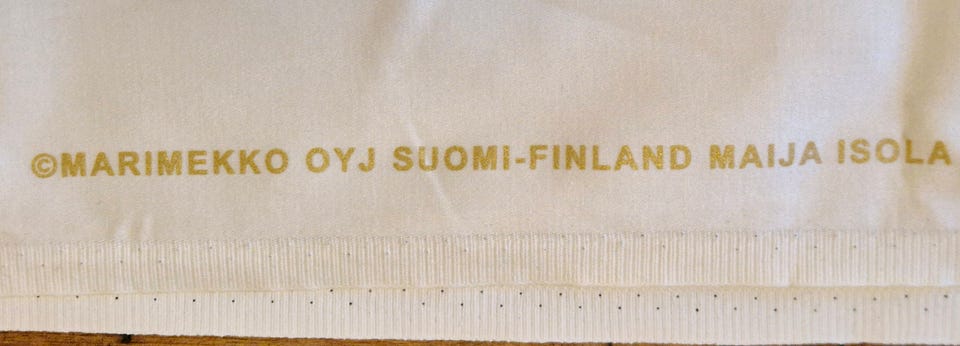 ©MARIMEKKO OYJ SUOMI-FINLAND MAIJA ISOLA